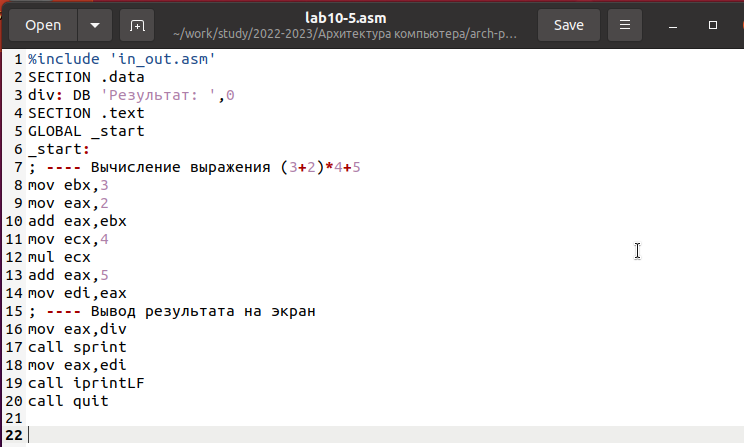 Open
lab10-5.asm
~/work/study/2022-2023/Архитектура компьютера/arch-p...
Save
1 %include 'in_out.asm'
2 SECTION .data
3 div: DB 'Результат: ',0
4 SECTION .text
5 GLOBAL _start
6 _start:
7 ; ---- Вычисление выражения (3+2)*4+5
8 mov ebx,3
9 mov eax,2
10 add eax,ebx
11 mov ecx,4
12 mul ecx
13 add eax,5
14 mov edi,eax
15 ; ---- Вывод результата на экран
16 mov eax,div
17 call sprint
18 mov eax,edi
19 call iprintLF
20 call quit
21
22